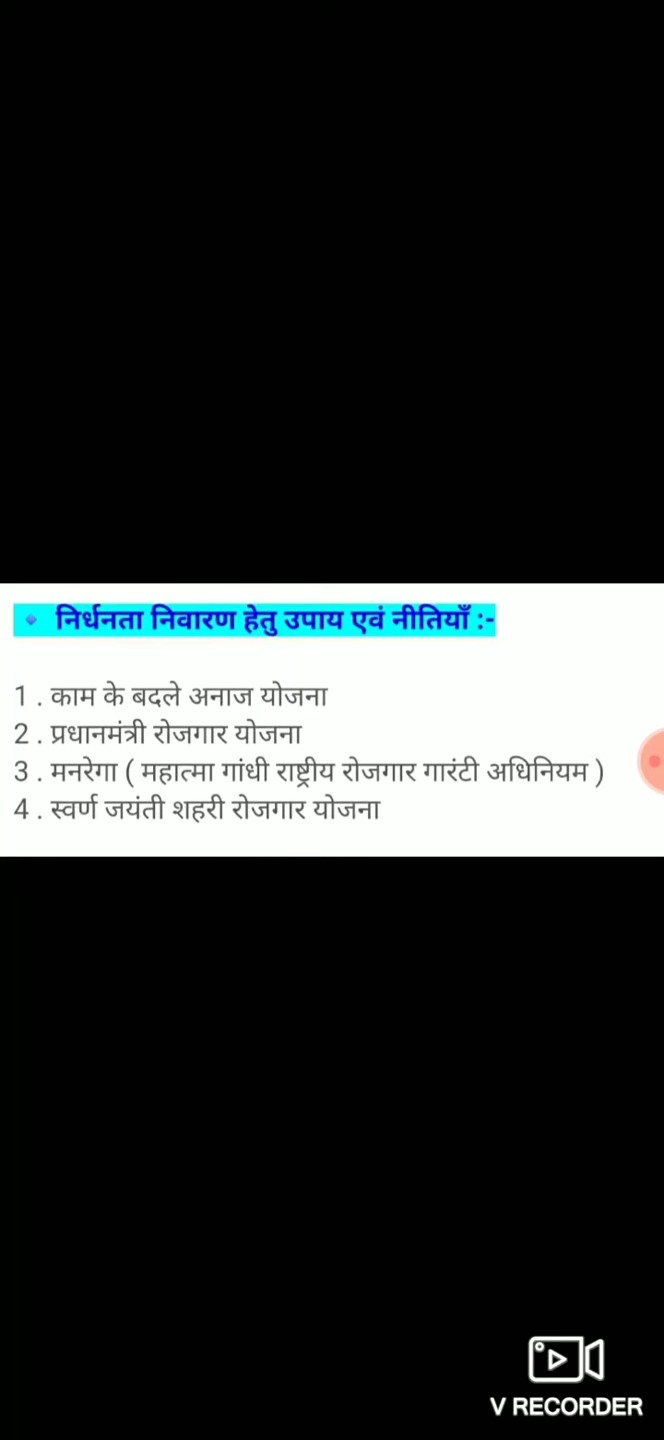 🔹 निर्धनता निवारण हेतु उपाय एवं नीतियाँ :-
1 . काम के बदले अनाज योजना
2 . प्रधानमंत्री रोजगार योजना
3 . मनरेगा ( महात्मा गांधी राष्ट्रीय रोजगार गारंटी अधिनियम )
4 . स्वर्ण जयंती शहरी रोजगार योजना
V RECORDER